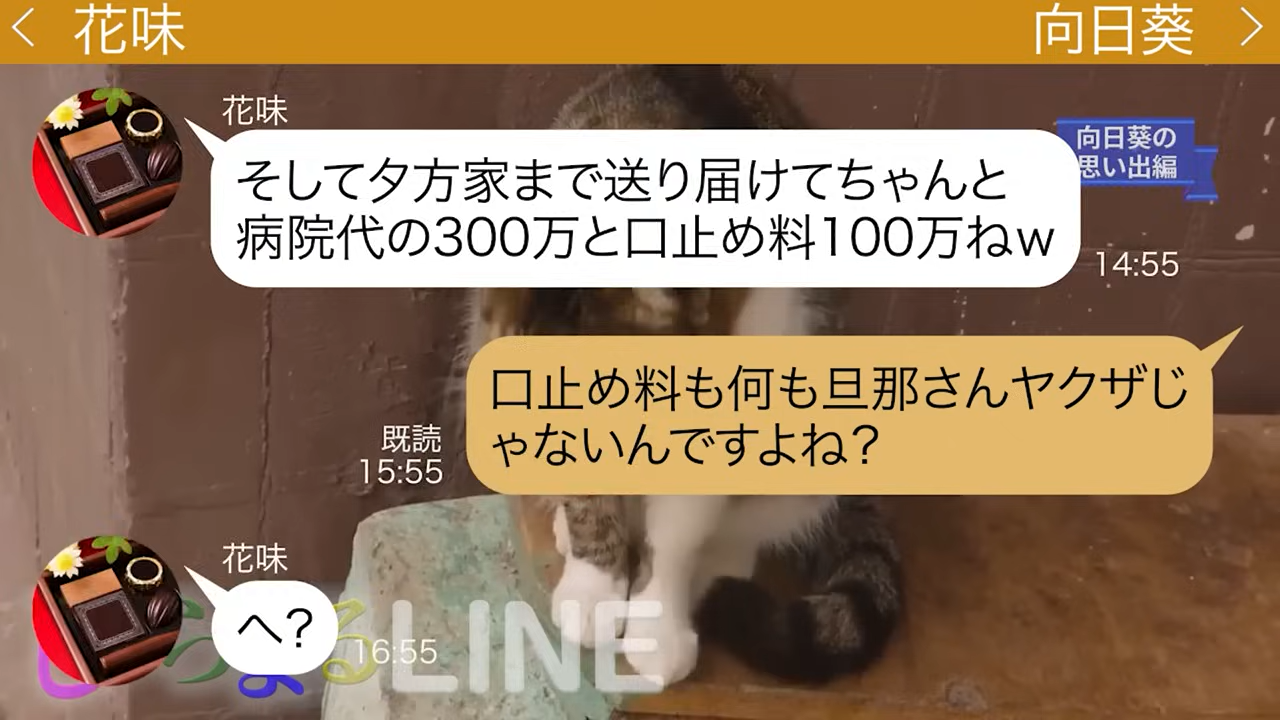 花味
向日葵
花味
向日葵の
思い出編
そして夕方家まで送り届けてちゃんと
病院代の300万と口止め料100万ねw
14:55
口止め料も何も旦那さんヤクザじ
ゃないんですよね？
既読
15:55
花味
へ？
16:55
LINE